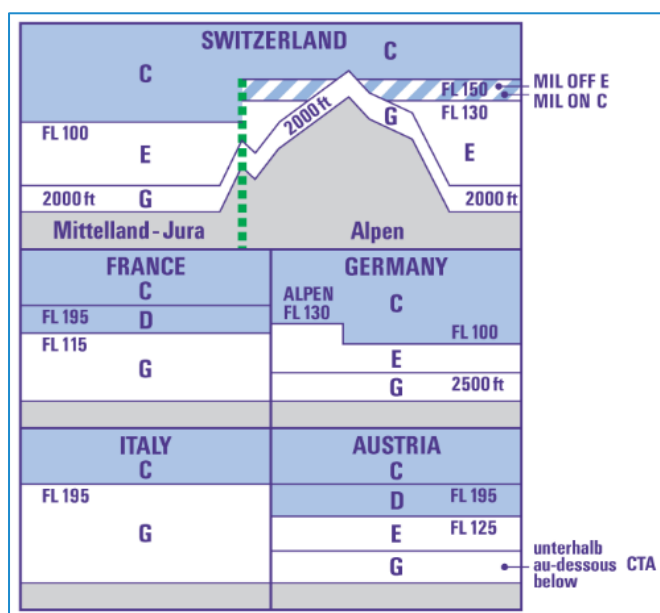 SWITZERLAND
C
C
FL 150
MIL OFF E
MIL ON C
FL 100
2000 ft
G
FL 130
E
E
2000 ft
G
2000 ft
Mittelland - Jura
Alpen
FRANCE
C
FL 195
D
FL 115
G
GERMANY
ALPEN
FL 130
C
FL 100
E
G
2500 ft
ITALY
C
FL 195
G
AUSTRIA
C
D
FL 195
E
FL 125
G
unterhalb
au-dessous CTA
below